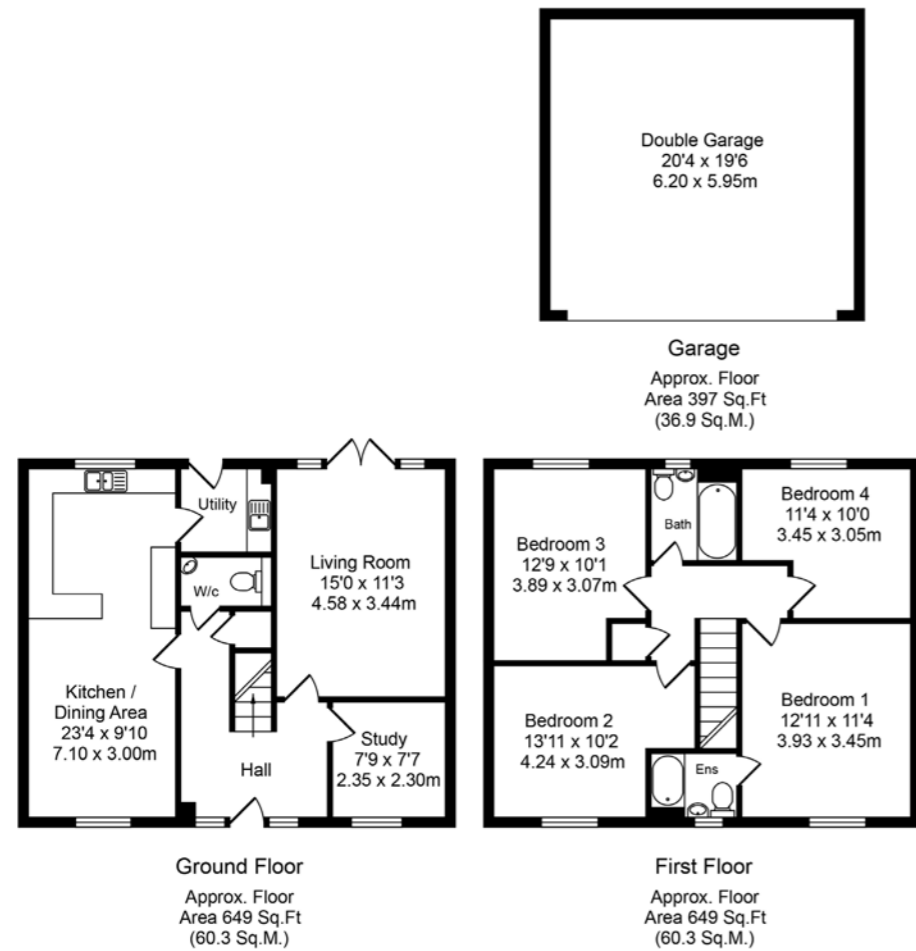 Double Garage
20'4 x 19'6
6.20 x 5.95m
Garage
Approx. Floor
Area 397 Sq.Ft
(36.9 Sq.M.)
Utility
W/c
Living Room
15'0 x 11'3
4.58 x 3.44m
Kitchen /
Dining Area
23'4 x 9'10
7.10 x 3.00m
Hall
Study
7'9 x 7'7
2.35 x 2.30m
Ground Floor
Approx. Floor
Area 649 Sq.Ft
(60.3 Sq.M.)
Bedroom 3
12'9 x 10'1
3.89 x 3.07m
Bath
Bedroom 4
11'4 x 10'0
3.45 x 3.05m
Bedroom 2
13'11 x 10'2
4.24 x 3.09m
Ens
Bedroom 1
12'11 x 11'4
3.93 x 3.45m
First Floor
Approx. Floor
Area 649 Sq.Ft
(60.3 Sq.M.)